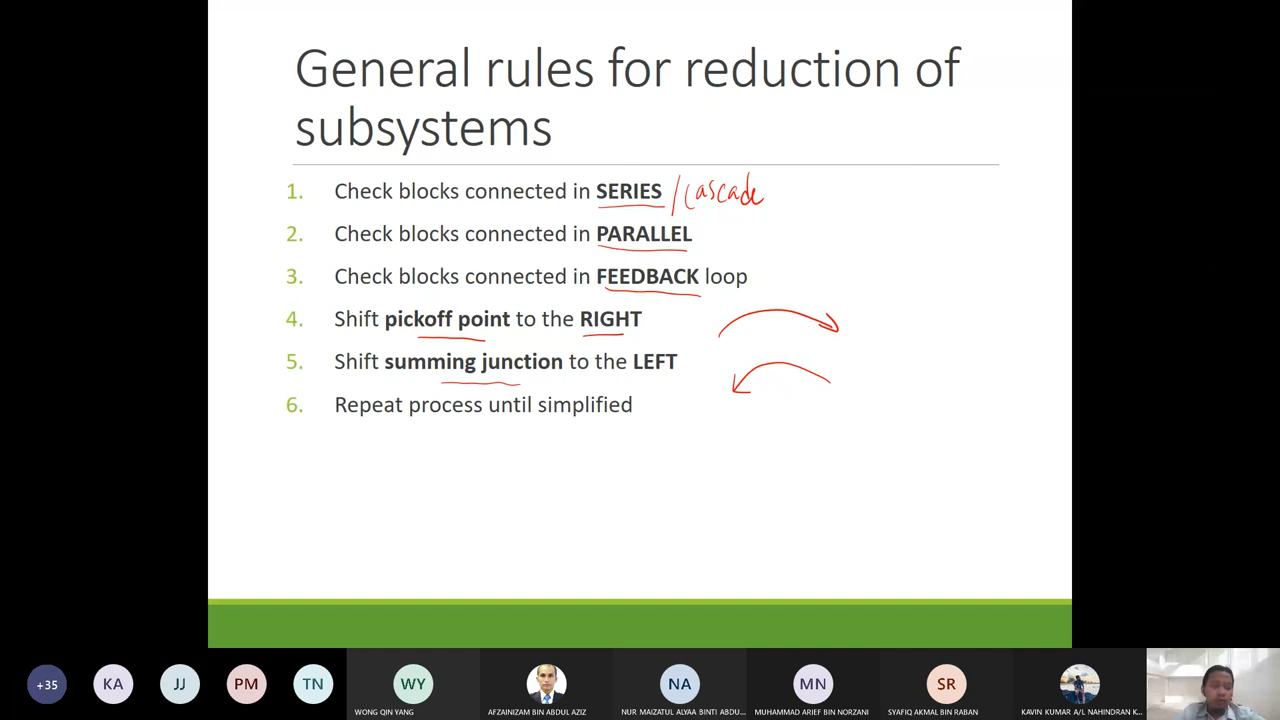 General rules for reduction of
subsystems
1. Check blocks connected in SERIES /cascade
2. Check blocks connected in PARALLEL
3. Check blocks connected in FEEDBACK loop
4. Shift pickoff point to the RIGHT
5. Shift summing junction to the LEFT
6. Repeat process until simplified
+35 KA JJ PM TN WY NA MN SR
WONG QIN YANG AFZAINIZAM BIN ABDUL AZIZ NUR MAIZATUL ALYAA BINTI ABDU... MUHAMMAD ARIEF BIN NORZANI SYAFIQ AKMAL BIN RABAN KAVIN KUMAR A/L NAHINDRAN K...